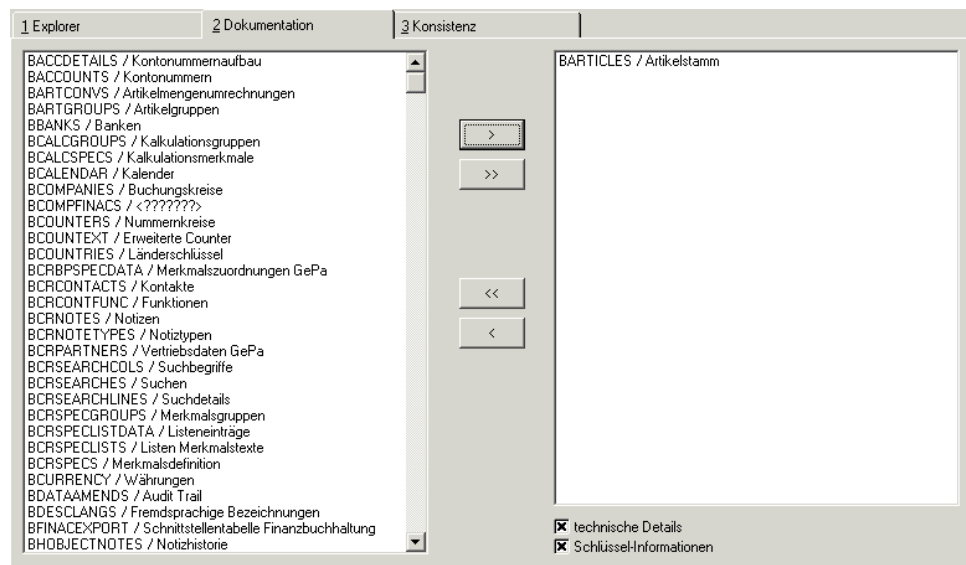 1 Explorer
2 Dokumentation
3 Konsistenz
BACCDETAILS / Kontonummernaufbau
BACCOUNTS / Kontonummern
BARTCONVS / Artikelmengenumrechnungen
BARTGROUPS / Artikelgruppen
BBANKS / Banken
BCALCGROUPS / Kalkulationsgruppen
BCALCSPECS / Kalkulationsmerkmale
BCALENDAR / Kalender
BCOMPANIES / Buchungskreise
BCOMPFINACS / <???????>
BCOUNTERS / Nummernkreise
BCOUNTEXT / Erweiterte Counter
BCOUNTRIES / Länderschlüssel
BCRBPSPECDATA / Merkmalszuordnungen GePa
BCRCONTACTS / Kontakte
BCRCONTFUNC / Funktionen
BCRNOTES / Notizen
BCRNOTETYPES / Notiztypen
BCRPARTNERS / Vertriebsdaten GePa
BCRSEARCHCOLS / Suchbegriffe
BCRSEARCHES / Suchen
BCRSEARCHLINES / Suchdetails
BCRSPECGROUPS / Merkmalsgruppen
BCRSPECLISTDATA / Listeneinträge
BCRSPECLISTS / Listen Merkmalstexte
BCRSPECS / Merkmalsdefinition
BCURRENCY / Währungen
BDATAAMENDS / Audit Trail
BDESCLANGS / Fremdsprachige Bezeichnungen
BFINACEXPORT / Schnittstellentabelle Finanzbuchhaltung
BHOBJECTNOTES / Notizhistorie
>
>>
<<
<
BARTICLES / Artikelstamm
technische Details
Schlüssel-Informationen